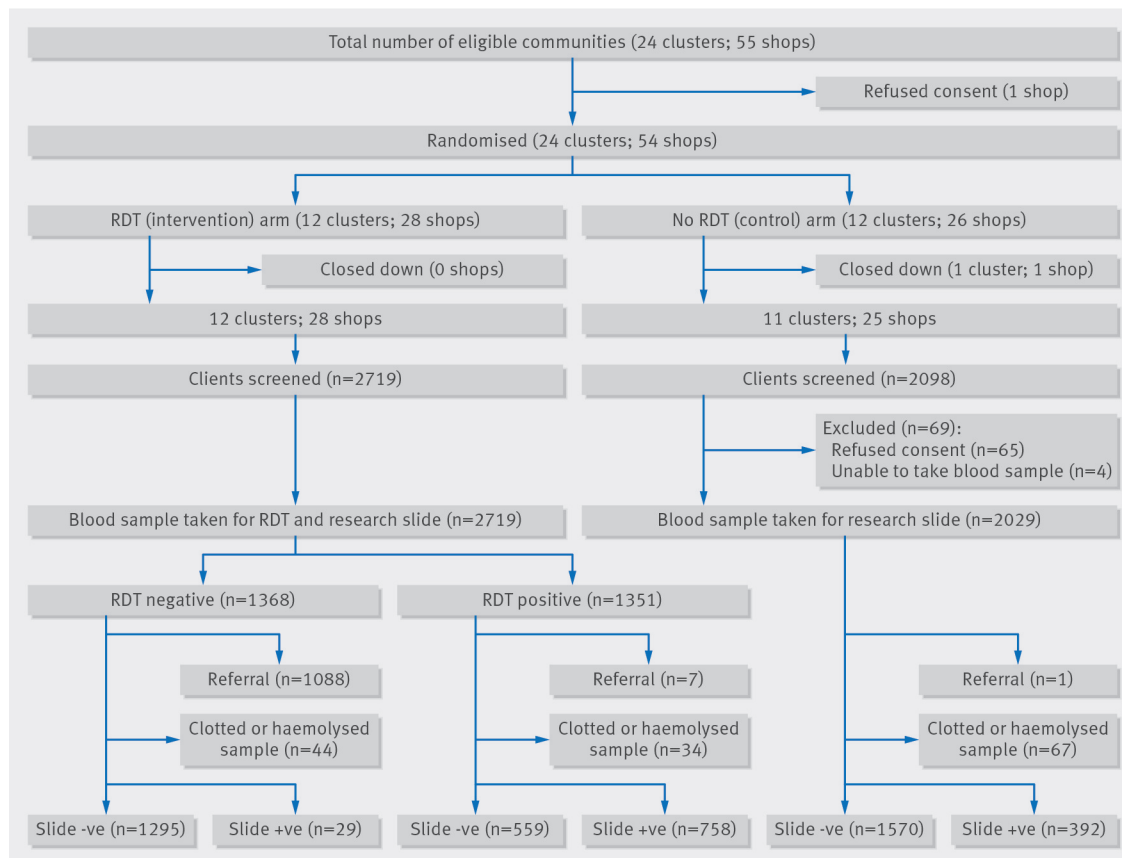 Total number of eligible communities (24 clusters; 55 shops)
Refused consent (1 shop)
Randomised (24 clusters; 54 shops)
RDT (intervention) arm (12 clusters; 28 shops)
No RDT (control) arm (12 clusters; 26 shops)
Closed down (0 shops)
Closed down (1 cluster; 1 shop)
12 clusters; 28 shops
11 clusters; 25 shops
Clients screened (n=2719)
Clients screened (n=2098)
Excluded (n=69):
Refused consent (n=65)
Unable to take blood sample (n=4)
Blood sample taken for RDT and research slide (n=2719)
Blood sample taken for research slide (n=2029)
RDT negative (n=1368)
RDT positive (n=1351)
Referral (n=1088)
Referral (n=7)
Referral (n=1)
Clotted or haemolysed
sample (n=44)
Clotted or haemolysed
sample (n=34)
Clotted or haemolysed
sample (n=67)
Slide -ve (n=1295)
Slide +ve (n=29)
Slide -ve (n=559)
Slide +ve (n=758)
Slide -ve (n=1570)
Slide +ve (n=392)